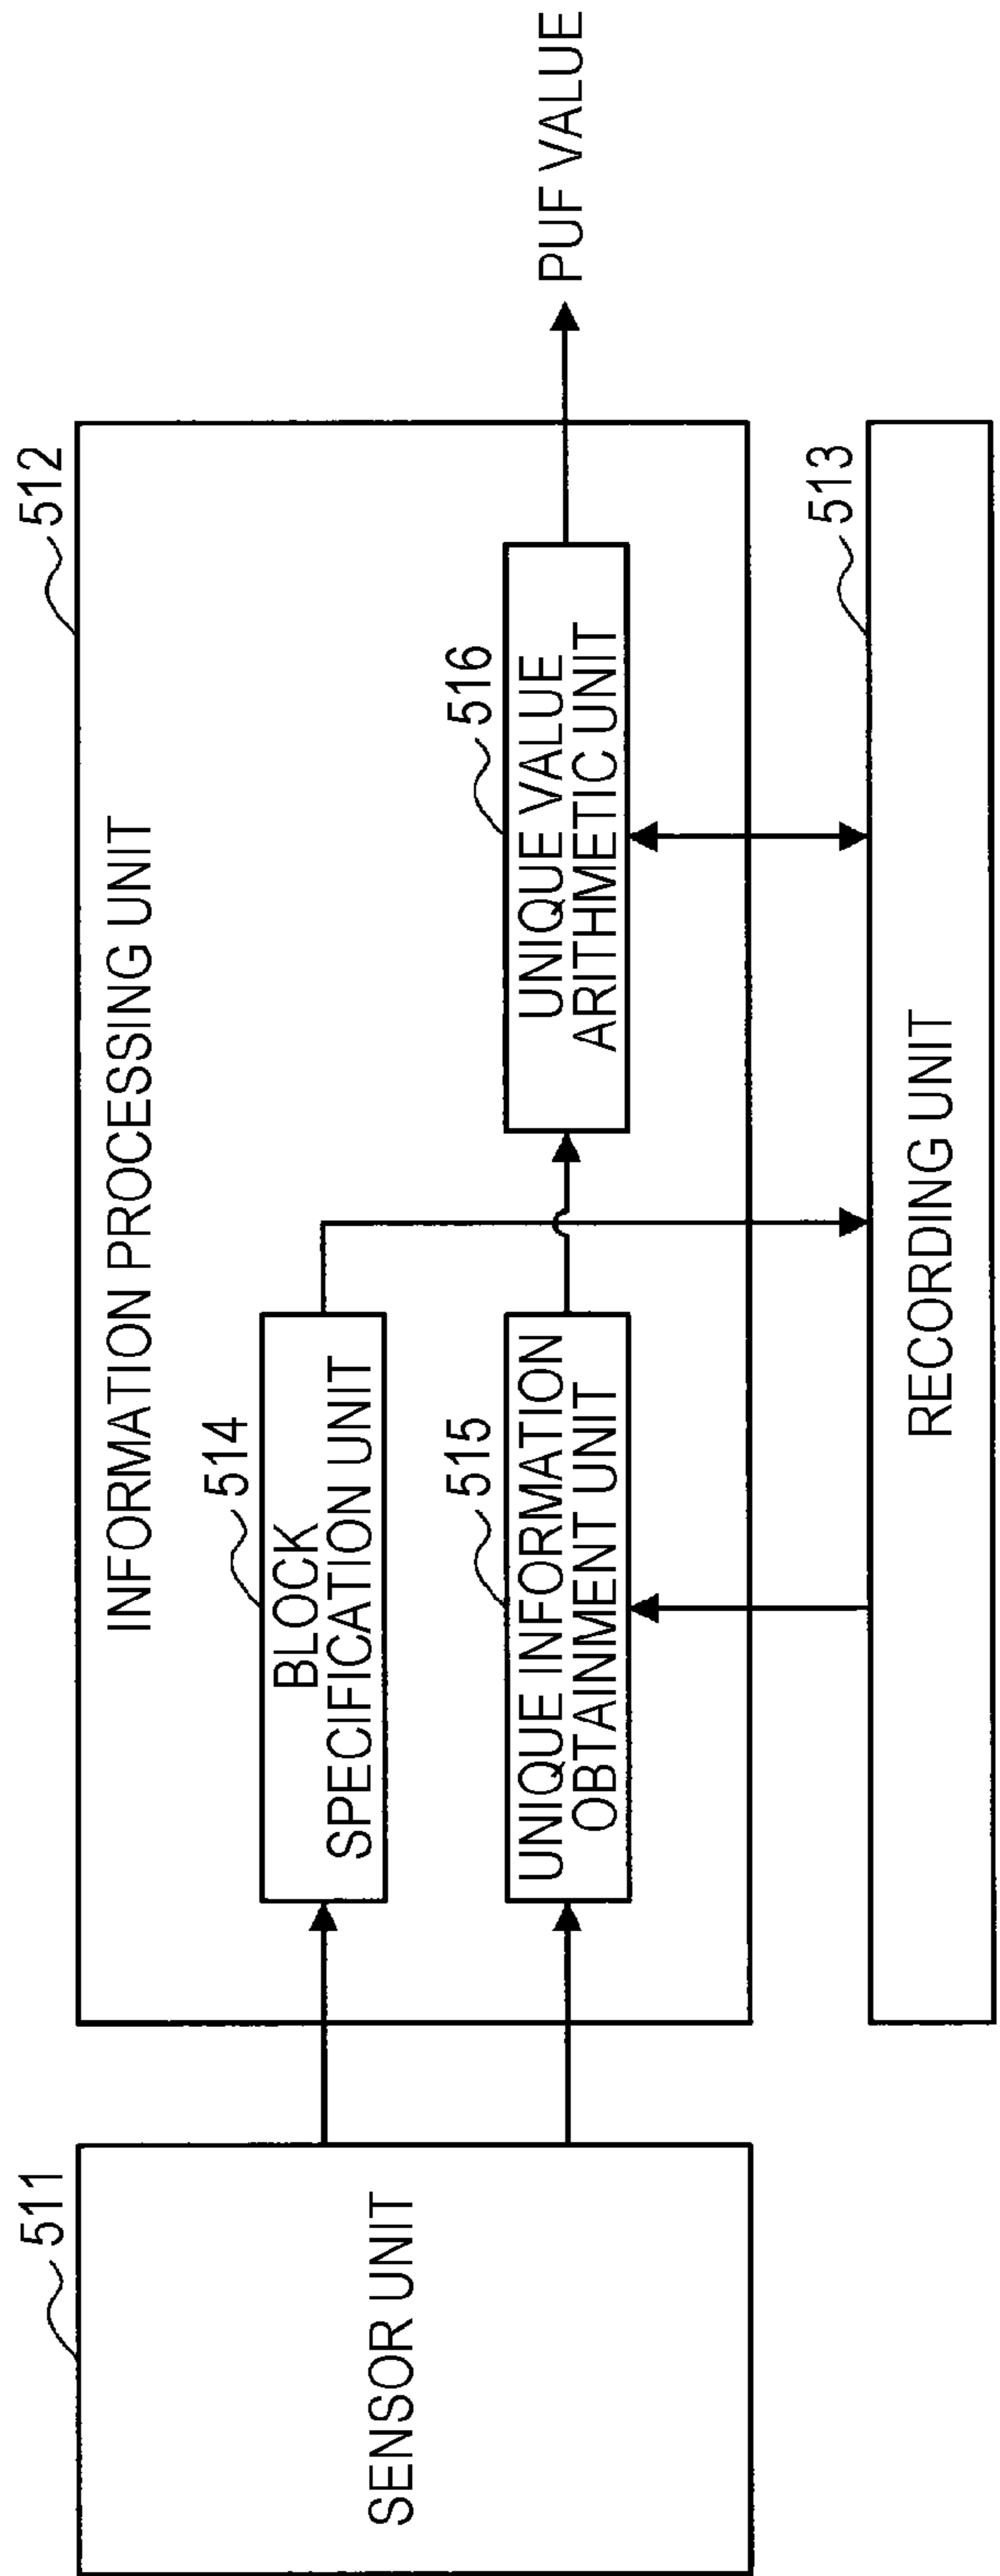 511
SENSOR UNIT
512
INFORMATION PROCESSING UNIT
514
BLOCK
SPECIFICATION UNIT
515
UNIQUE INFORMATION
OBTAINMENT UNIT
516
UNIQUE VALUE
ARITHMETIC UNIT
PUF VALUE
513
RECORDING UNIT